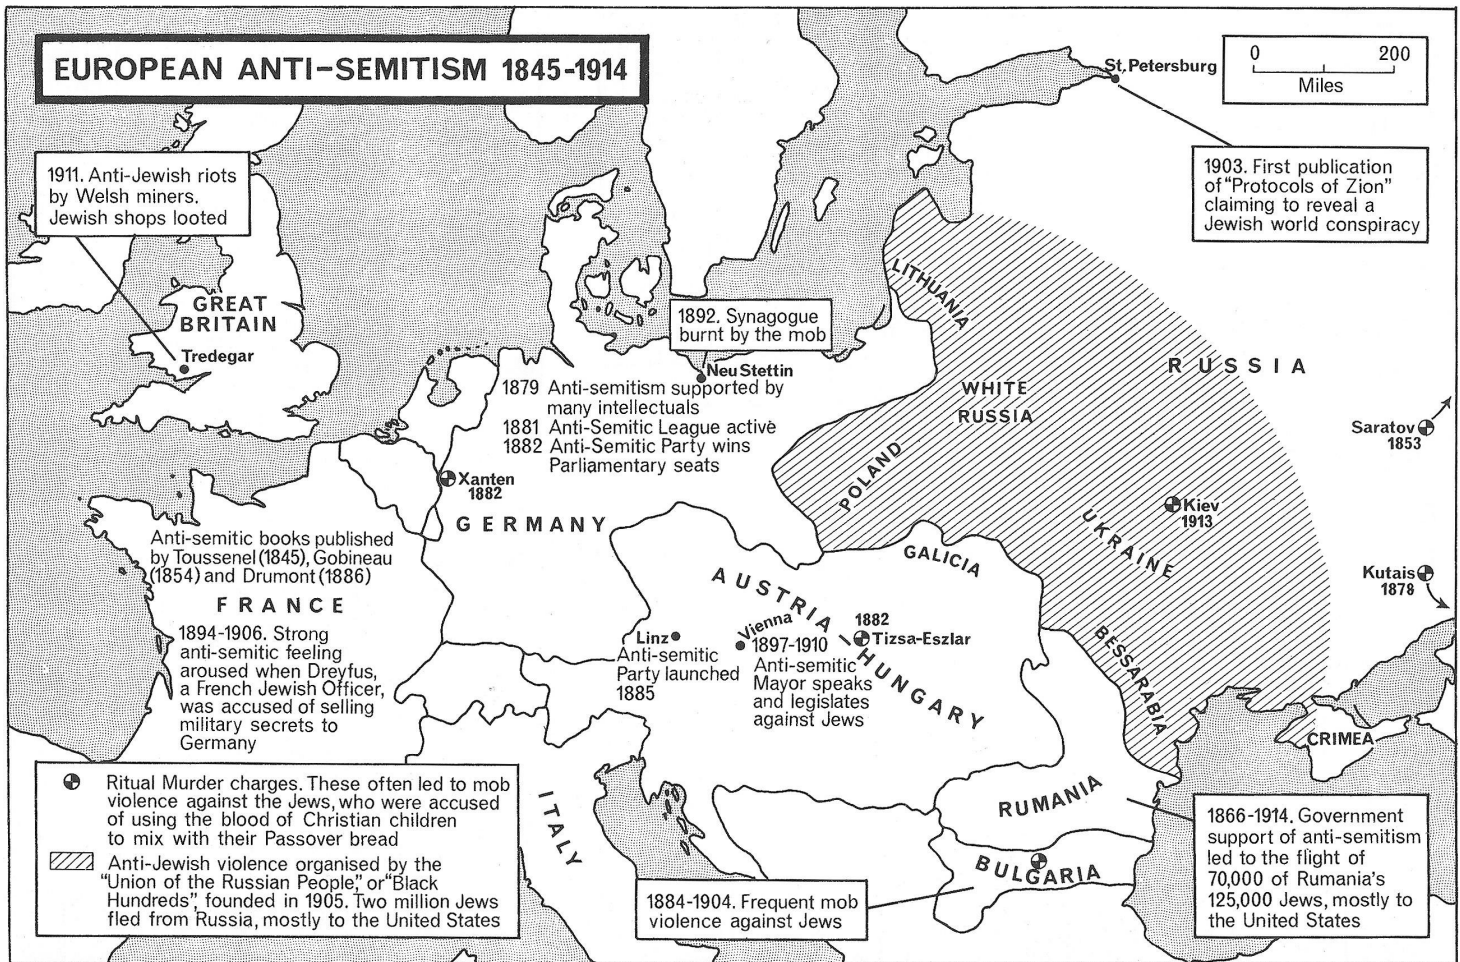 EUROPEAN ANTI-SEMITISM 1845-1914
0 200
Miles
St. Petersburg
1903. First publication
of "Protocols of Zion"
claiming to reveal a
Jewish world conspiracy
1911. Anti-Jewish riots
by Welsh miners.
Jewish shops looted
GREAT
BRITAIN
Tredegar
1892. Synagogue
burnt by the mob
Neu Stettin
1879 Anti-semitism supported by
many intellectuals
1881 Anti-Semitic League active
1882 Anti-Semitic Party wins
Parliamentary seats
LITHUANIA
RUSSIA
WHITE
RUSSIA
POLAND
Saratov
1853
Xanten
1882
GERMANY
Kiev
1913
UKRAINE
Kutais
1878
Anti-semitic books published
by Toussenel (1845), Gobineau
(1854) and Drumont (1886)
FRANCE
1894-1906. Strong
anti-semitic feeling
aroused when Dreyfus,
a French Jewish Officer,
was accused of selling
military secrets to
Germany
GALICIA
AUSTRIA-HUNGARY
Linz
Anti-semitic
Party launched
1885
Vienna
1897-1910
Anti-semitic
Mayor speaks
and legislates
against Jews
1882
Tizsa-Eszlar
BESSARABIA
CRIMEA
ITALY
RUMANIA
BULGARIA
1866-1914. Government
support of anti-semitism
led to the flight of
70,000 of Rumania's
125,000 Jews, mostly to
the United States
1884-1904. Frequent mob
violence against Jews
Ritual Murder charges. These often led to mob
violence against the Jews, who were accused
of using the blood of Christian children
to mix with their Passover bread
Anti-Jewish violence organised by the
"Union of the Russian People," or "Black
Hundreds", founded in 1905. Two million Jews
fled from Russia, mostly to the United States